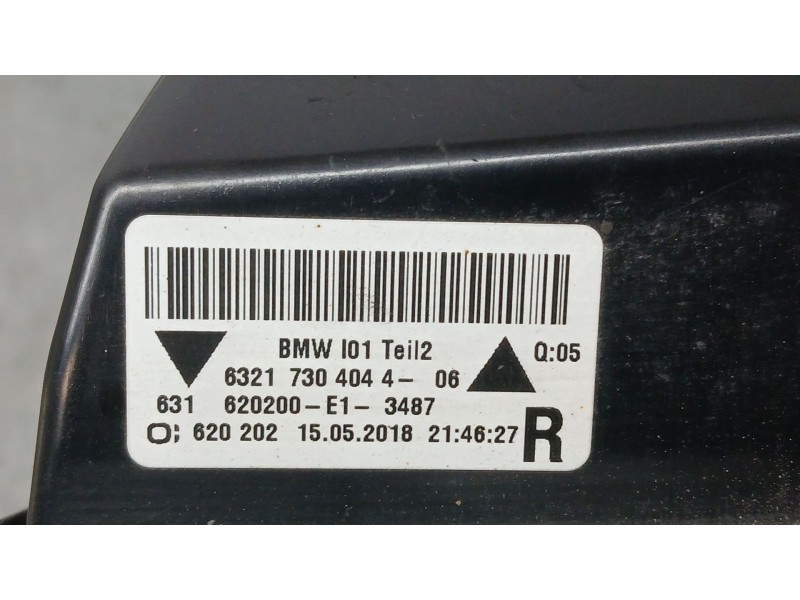 BMW I01 Teil2 Q:05
6321 730 404 4- 06
631 620200-E1- 3487
620 202 15.05.2018 21:46:27 R